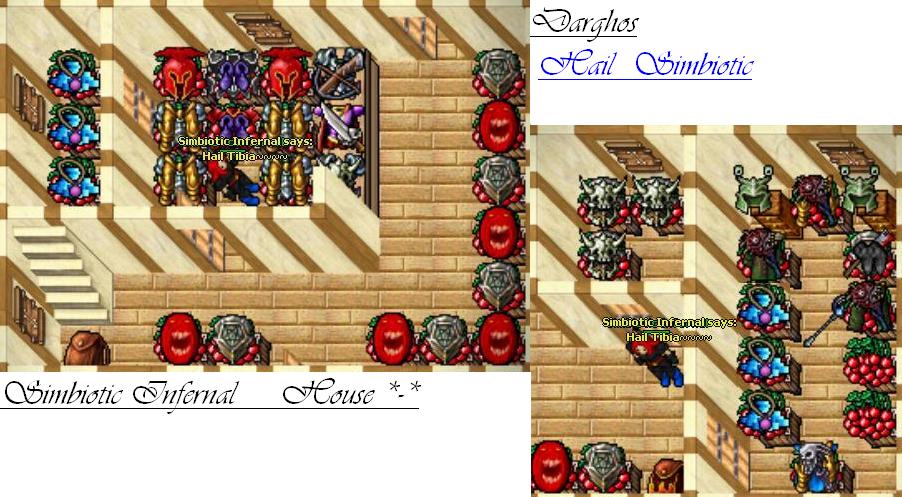 Darghos
Hail Simbiotic
Simbiotic Infernal says:
Hail Tibia~~~~
Simbiotic Infernal says:
Hail Tibia~~~~
Simbiotic Infernal House *-*